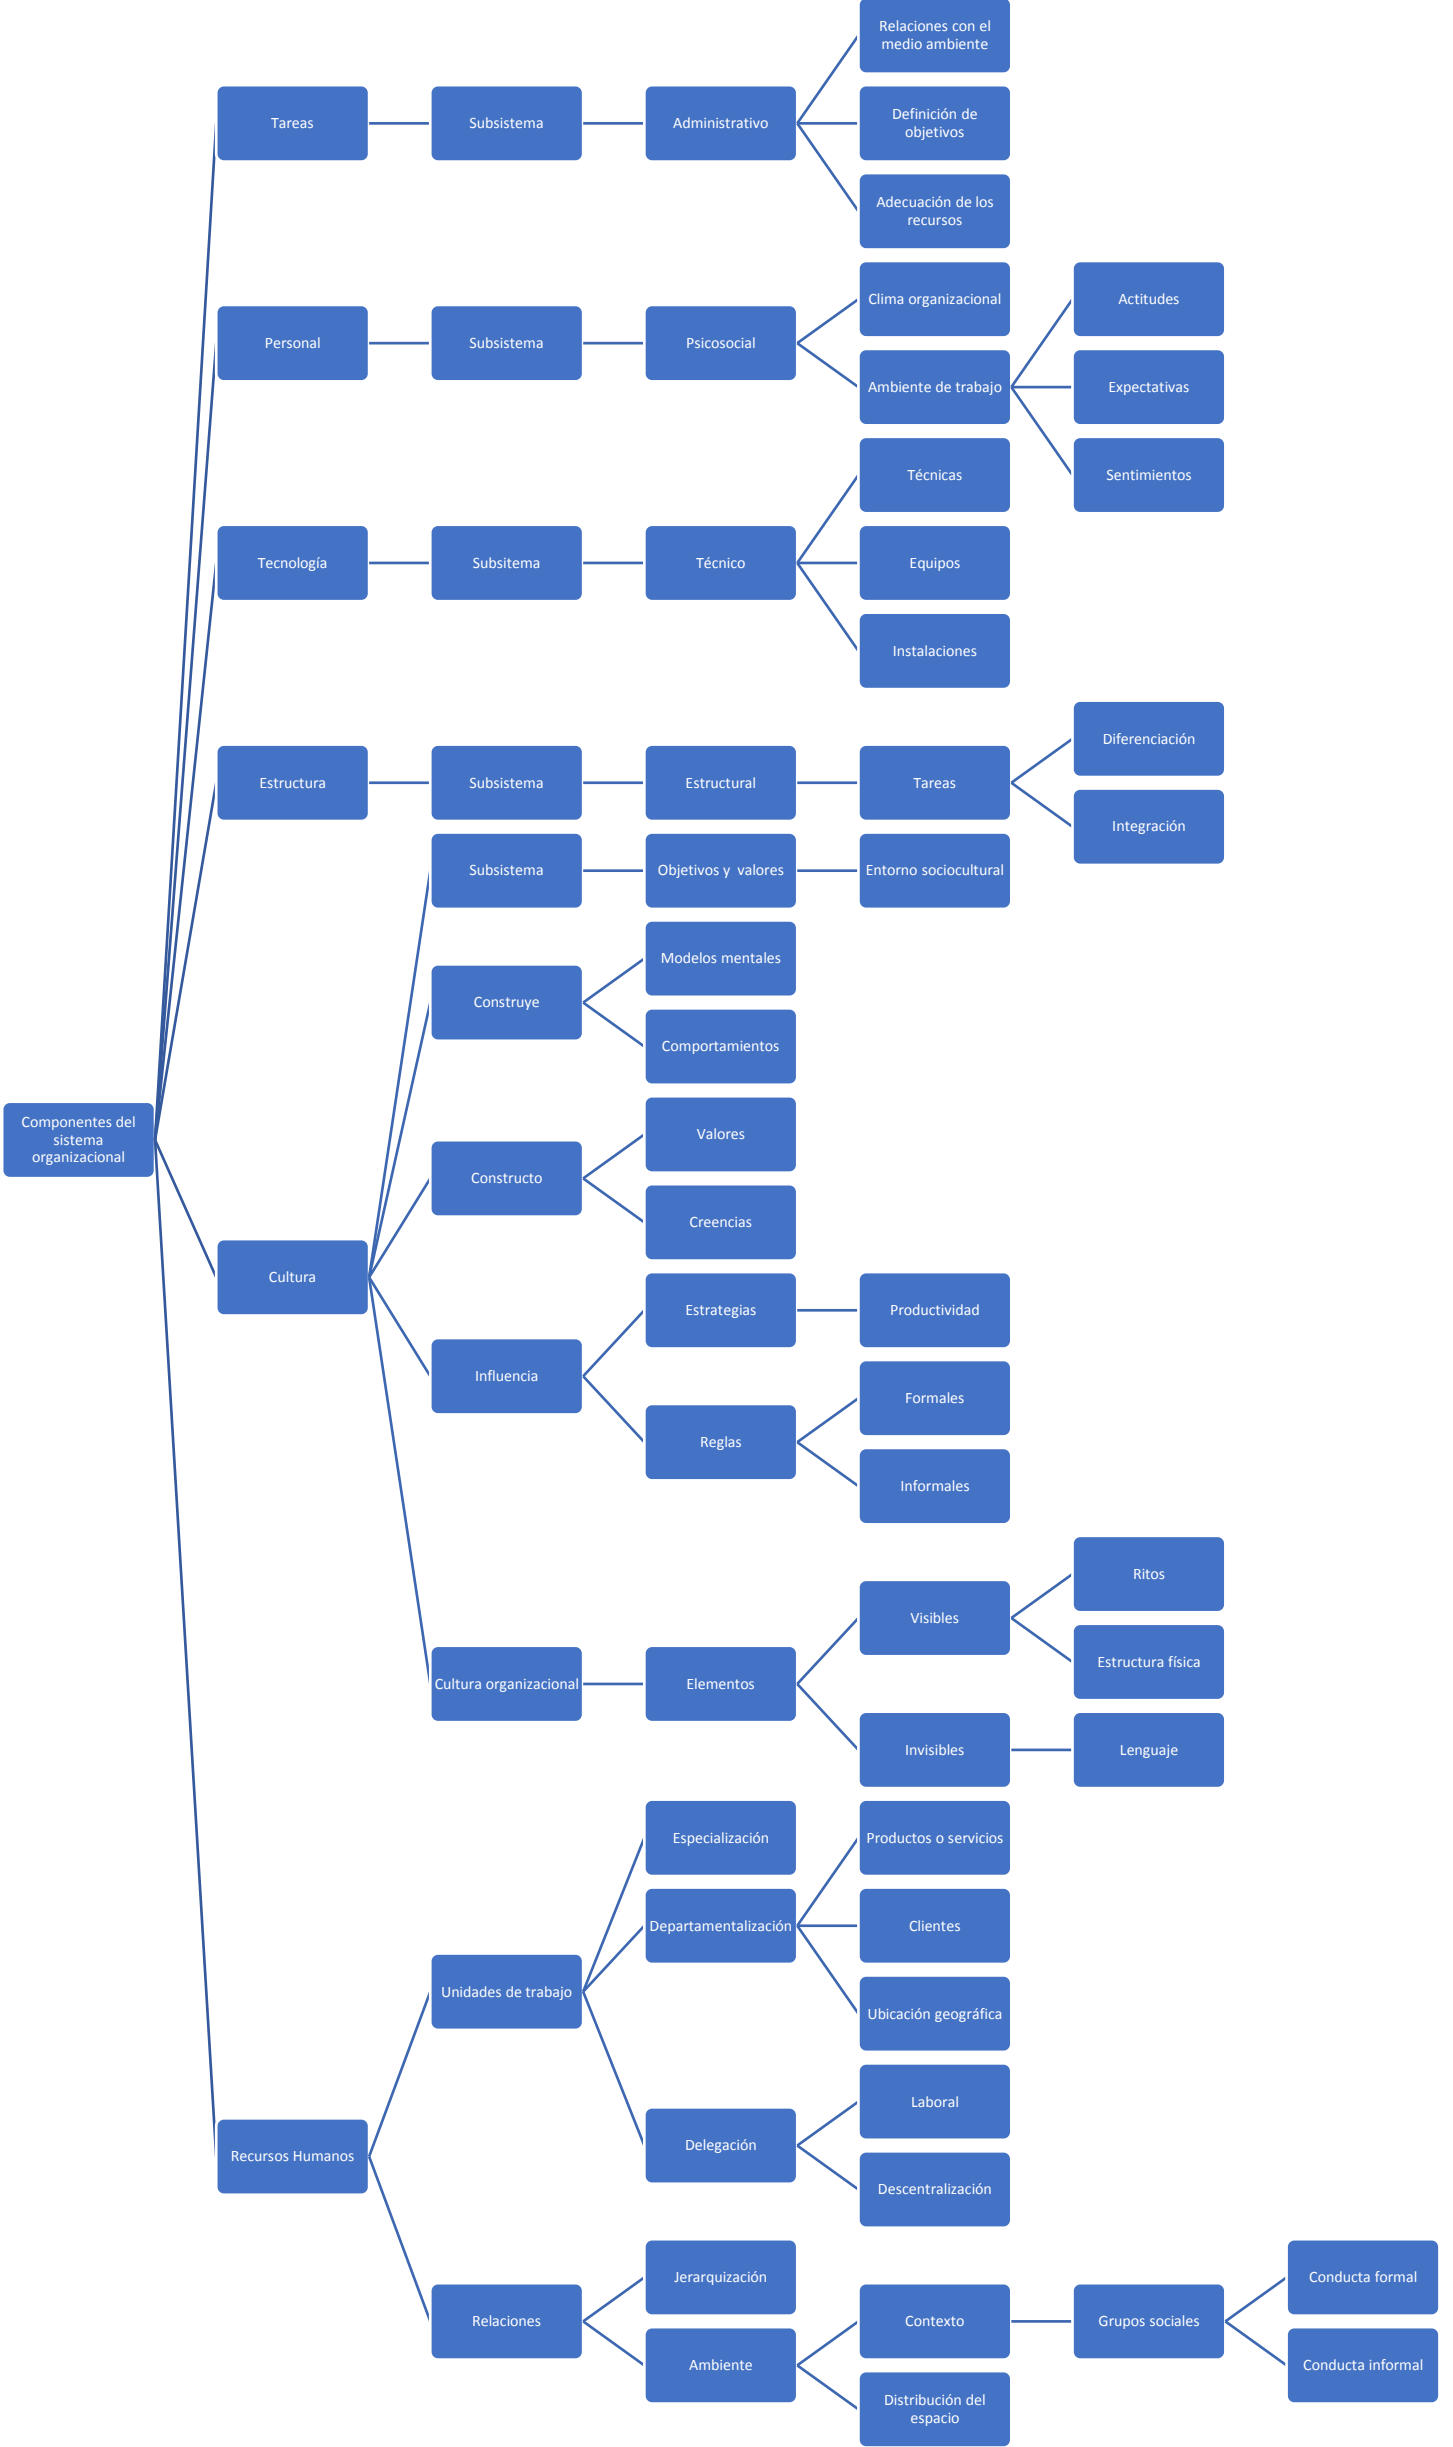 Relaciones con el
medio ambiente
Tareas
Subsistema
Administrativo
Definición de
objetivos
Adecuación de los
recursos
Personal
Subsistema
Psicosocial
Clima organizacional
Ambiente de trabajo
Actitudes
Expectativas
Sentimientos
Tecnología
Subsitema
Técnico
Técnicas
Equipos
Instalaciones
Estructura
Subsistema
Estructural
Tareas
Diferenciación
Integración
Componentes del
sistema
organizacional
Cultura
Subsistema
Objetivos y  valores
Entorno sociocultural
Construye
Modelos mentales
Comportamientos
Constructo
Valores
Creencias
Influencia
Estrategias
Productividad
Reglas
Formales
Informales
Cultura organizacional
Elementos
Visibles
Ritos
Estructura física
Invisibles
Lenguaje
Recursos Humanos
Unidades de trabajo
Especialización
Departamentalización
Productos o servicios
Clientes
Ubicación geográfica
Delegación
Laboral
Descentralización
Relaciones
Jerarquización
Ambiente
Contexto
Grupos sociales
Conducta formal
Conducta informal
Distribución del
espacio